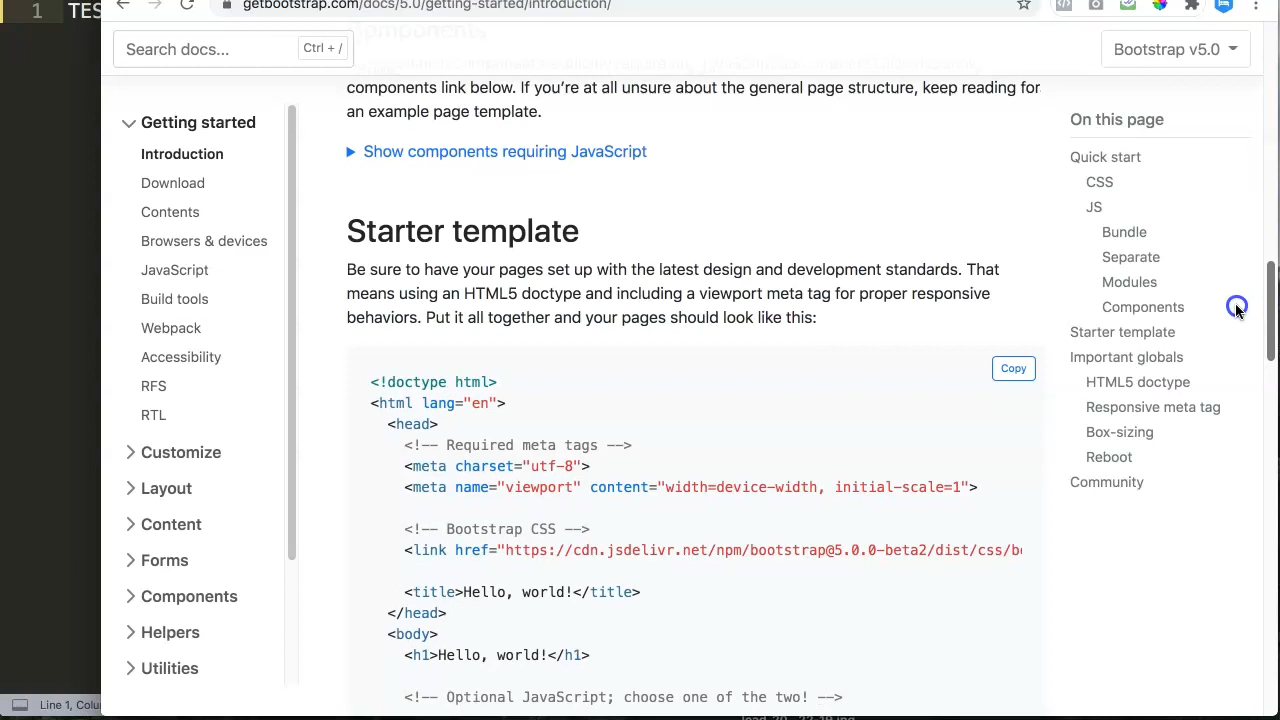 1 TES
getbootstrap.com/docs/5.0/getting-started/introduction/
Search docs...
Ctrl + /
Bootstrap v5.0
components link below. If you're at all unsure about the general page structure, keep reading for
an example page template.
Show components requiring JavaScript
Getting started
Introduction
Download
Contents
Browsers & devices
JavaScript
Build tools
Webpack
Accessibility
RFS
RTL
Customize
Layout
Content
Forms
Components
Helpers
Utilities
Starter template
Be sure to have your pages set up with the latest design and development standards. That
means using an HTML5 doctype and including a viewport meta tag for proper responsive
behaviors. Put it all together and your pages should look like this:
Copy
<!doctype html>
<html lang="en">
<head>
<!-- Required meta tags -->
<meta charset="utf-8">
<meta name="viewport" content="width=device-width, initial-scale=1">
<!-- Bootstrap CSS -->
<link href="https://cdn.jsdelivr.net/npm/bootstrap@5.0.0-beta2/dist/css/b
<title>Hello, world!</title>
</head>
<body>
<h1>Hello, world!</h1>
<!-- Optional JavaScript; choose one of the two! -->
On this page
Quick start
CSS
JS
Bundle
Separate
Modules
Components
Starter template
Important globals
HTML5 doctype
Responsive meta tag
Box-sizing
Reboot
Community
Line 1, Colu